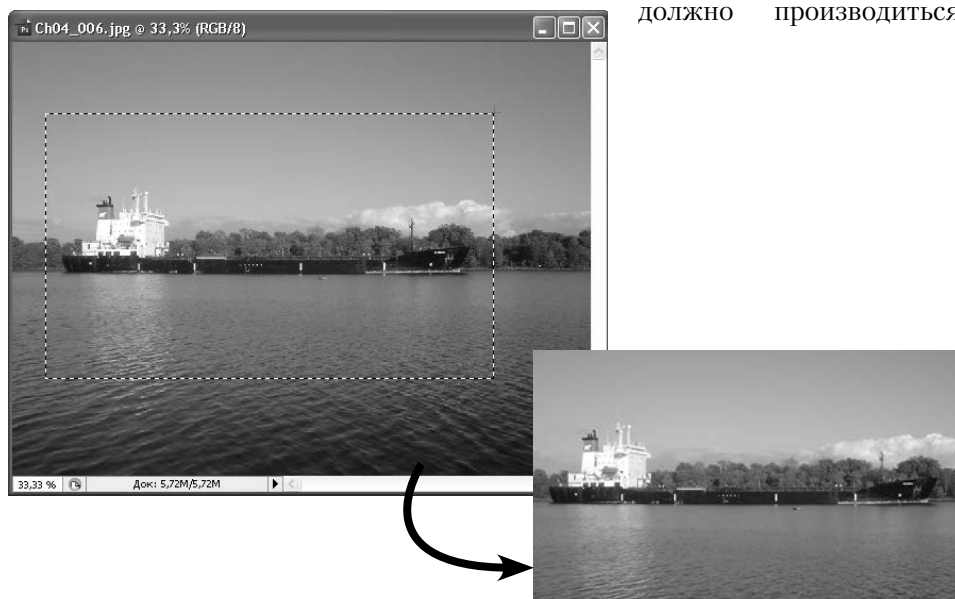 должно производиться
Ch04_006.jpg @ 33,3% (RGB/8)
33,33 %
Док: 5,72M/5,72M